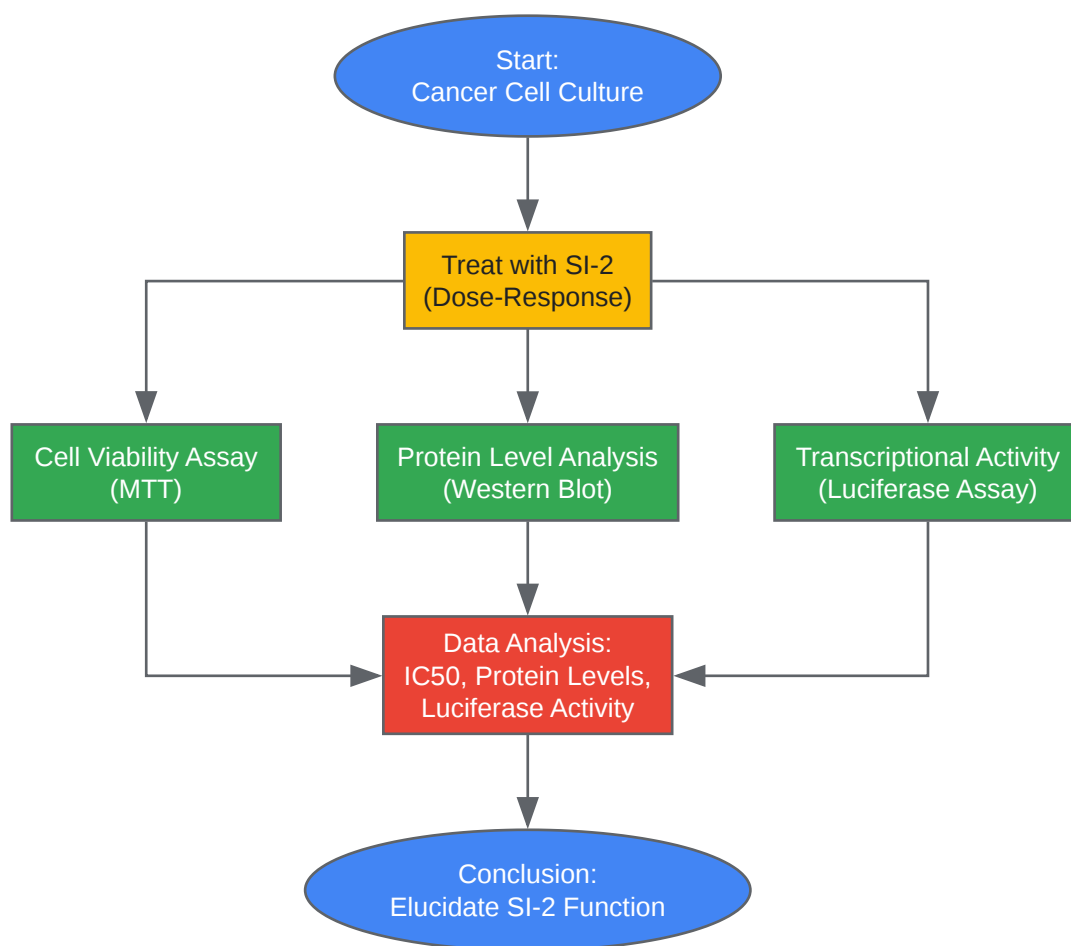 Start:
Cancer Cell Culture
Treat with SI-2
(Dose-Response)
Cell Viability Assay
(MTT)
Protein Level Analysis
(Western Blot)
Transcriptional Activity
(Luciferase Assay)
Data Analysis:
IC50, Protein Levels,
Luciferase Activity
Conclusion:
Elucidate SI-2 Function